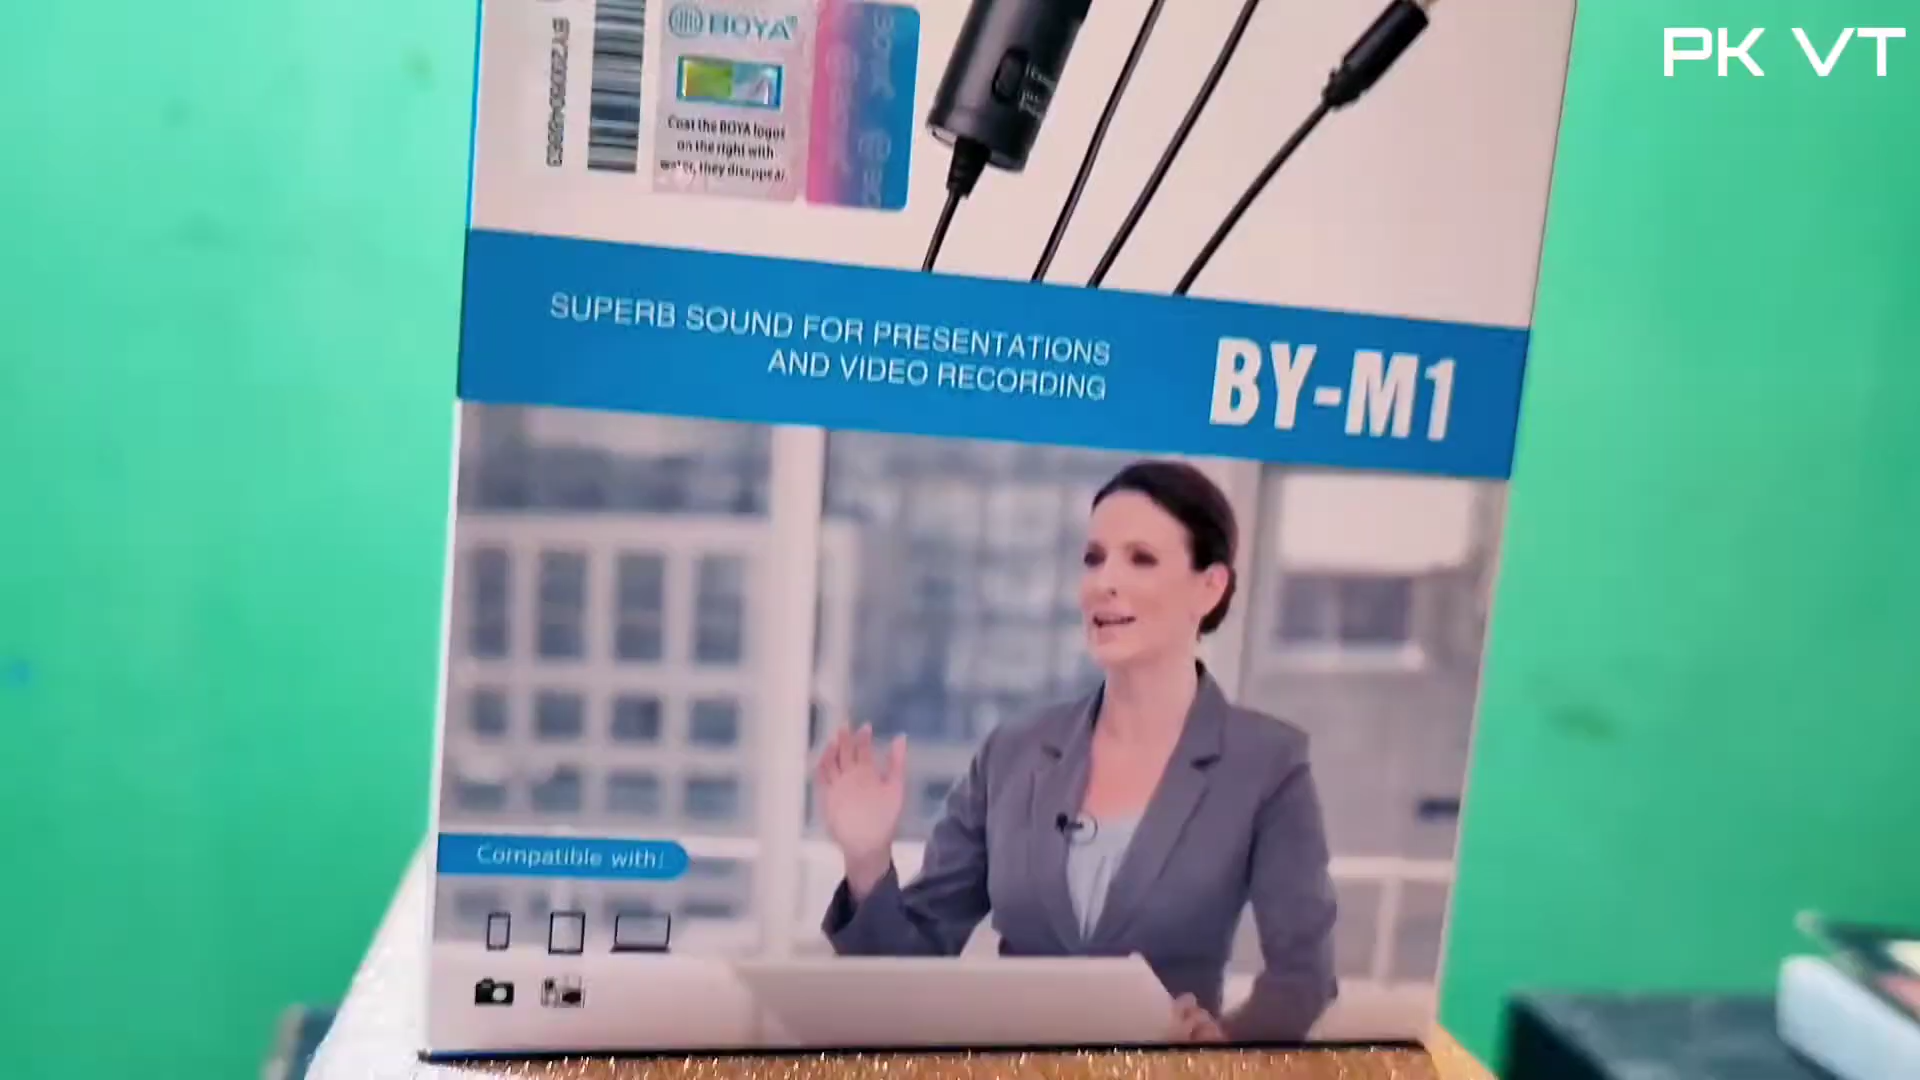 PK VT
BOYA
Coat the BOYA logos
on the right with
water, they disappear.
SUPERB SOUND FOR PRESENTATIONS
AND VIDEO RECORDING
BY-M1
Compatible with: